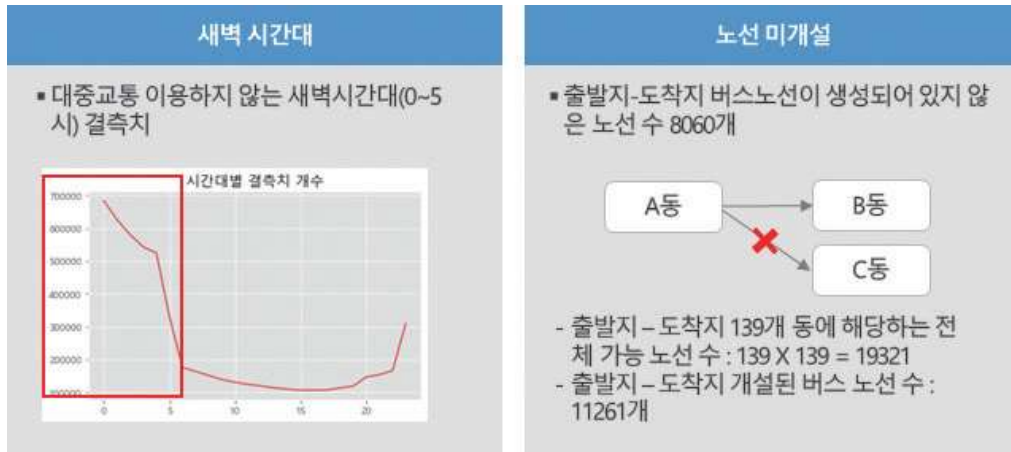 새벽 시간대
▪ 대중교통 이용하지 않는 새벽시간대(0~5
시) 결측치
시간대별 결측치 개수
700000
600000
500000
400000
300000
200000
100000
0
5
10
15
20
노선 미개설
▪ 출발지-도착지 버스노선이 생성되어 있지 않
은 노선 수 8060개
A동
B동
C동
- 출발지 – 도착지 139개 동에 해당하는 전
체 가능 노선 수 : 139 X 139 = 19321
- 출발지 – 도착지 개설된 버스 노선 수 :
11261개